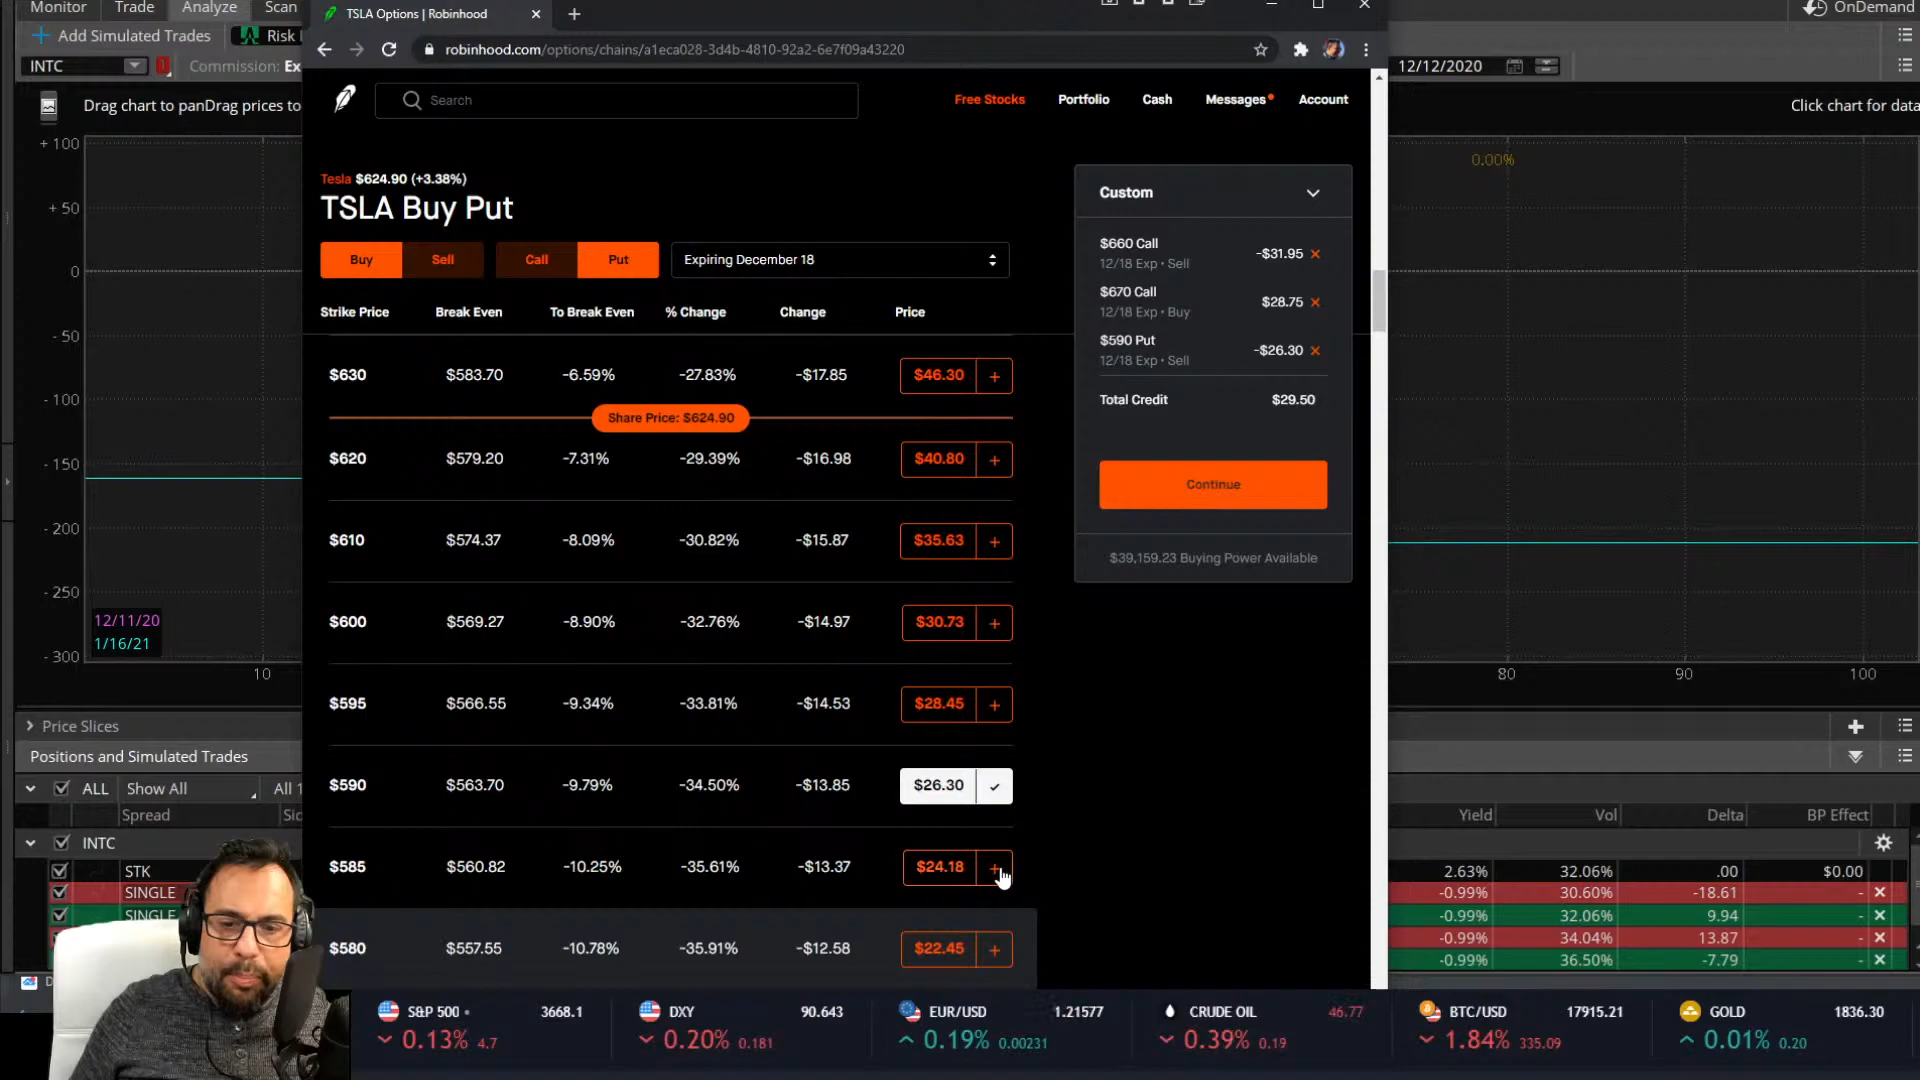 TSLA Options | Robinhood
Monitor Trade Analyze Scan
OnDemand
Add Simulated Trades Risk
robinhood.com/options/chains/a1eca028-3d4b-4810-92a2-6e7f09a43220
INTC Commission: Ex
12/12/2020
Drag chart to panDrag prices to
Click chart for data
Search
Free Stocks Portfolio Cash Messages Account
0.00%
+ 100
+ 50
0
- 50
- 100
- 150
- 200
- 250
- 300
12/11/20
1/16/21
10
80 90 100
Tesla $624.90 (+3.38%)
TSLA Buy Put
Buy Sell Call Put Expiring December 18
Strike Price Break Even To Break Even % Change Change Price
$630 $583.70 -6.59% -27.83% -$17.85 $46.30 +
Share Price: $624.90
$620 $579.20 -7.31% -29.39% -$16.98 $40.80 +
$610 $574.37 -8.09% -30.82% -$15.87 $35.63 +
$600 $569.27 -8.90% -32.76% -$14.97 $30.73 +
$595 $566.55 -9.34% -33.81% -$14.53 $28.45 +
$590 $563.70 -9.79% -34.50% -$13.85 $26.30
$585 $560.82 -10.25% -35.61% -$13.37 $24.18 +
$580 $557.55 -10.78% -35.91% -$12.58 $22.45 +
Custom
$660 Call -$31.95
12/18 Exp • Sell
$670 Call $28.75
12/18 Exp • Buy
$590 Put -$26.30
12/18 Exp • Sell
Total Credit $29.50
Continue
$39,159.23 Buying Power Available
Price Slices
Positions and Simulated Trades
ALL Show All All 1
Spread
INTC
STK
SINGLE
SINGLE
Yield Vol Delta BP Effect
2.63% 32.06% .00 $0.00
-0.99% 30.60% -18.61 -
-0.99% 32.06% 9.94 -
-0.99% 34.04% 13.87 -
-0.99% 36.50% -7.79 -
S&P 500 3668.1
0.13% 4.7
DXY 90.643
0.20% 0.181
EUR/USD 1.21577
0.19% 0.00231
CRUDE OIL 46.77
0.39% 0.19
BTC/USD 17915.21
1.84% 335.09
GOLD 1836.30
0.01% 0.20